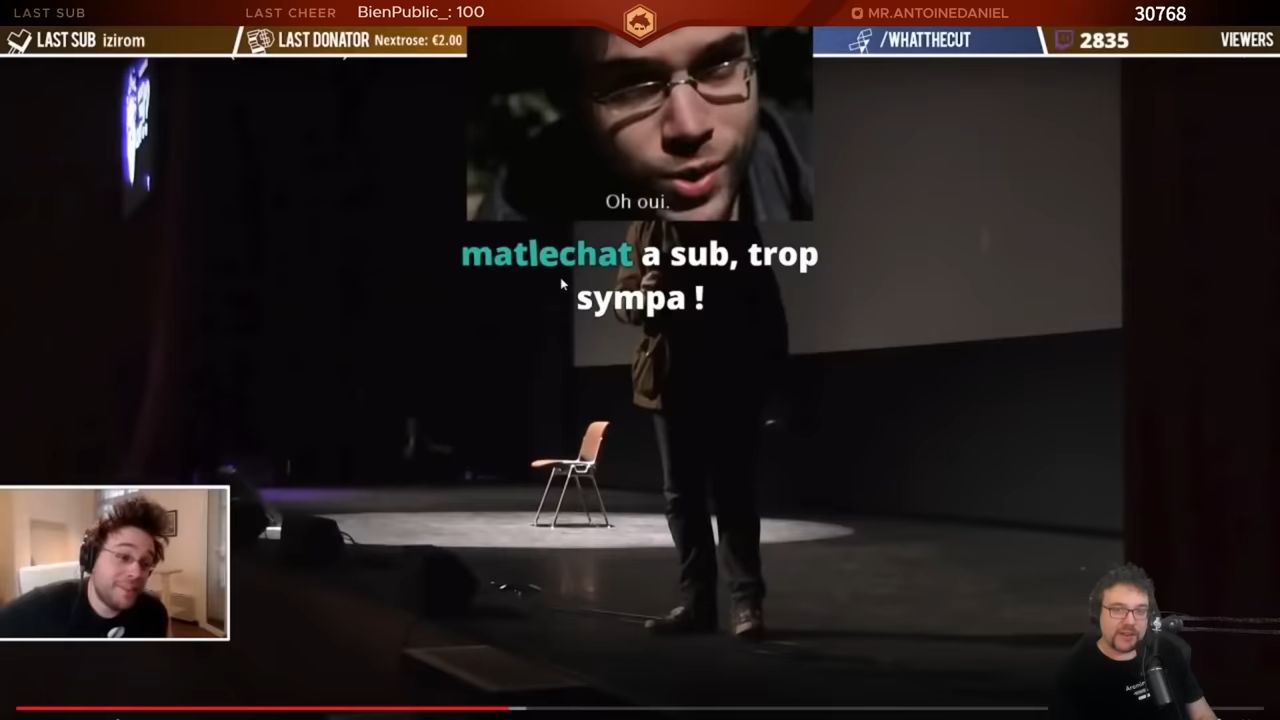 LAST SUB
LAST CHEER
BienPublic_: 100
MR.ANTOINEDANIEL
30768
LAST SUB izirom
LAST DONATOR Nextrose: €2.00
/WHATTHECUT
2835
VIEWERS
Oh oui.
matlechat a sub, trop
sympa !